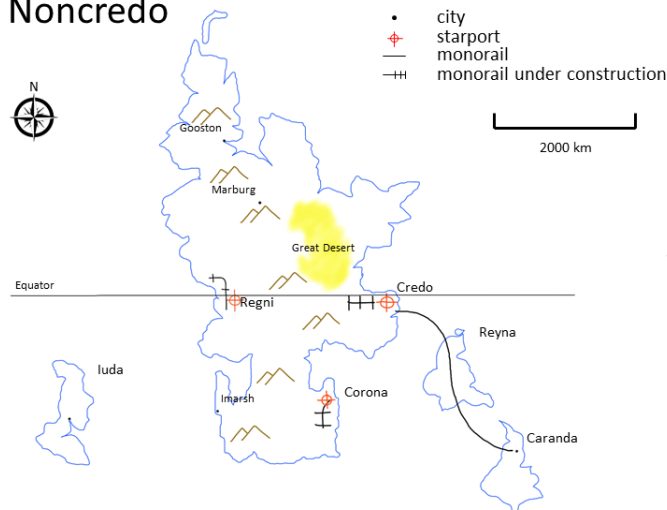 Noncredo
city
starport
monorail
monorail under construction
N
2000 km
Gooston
Marburg
Great Desert
Equator
Credo
Regni
Reyna
Iuda
Imarsh
Corona
Caranda